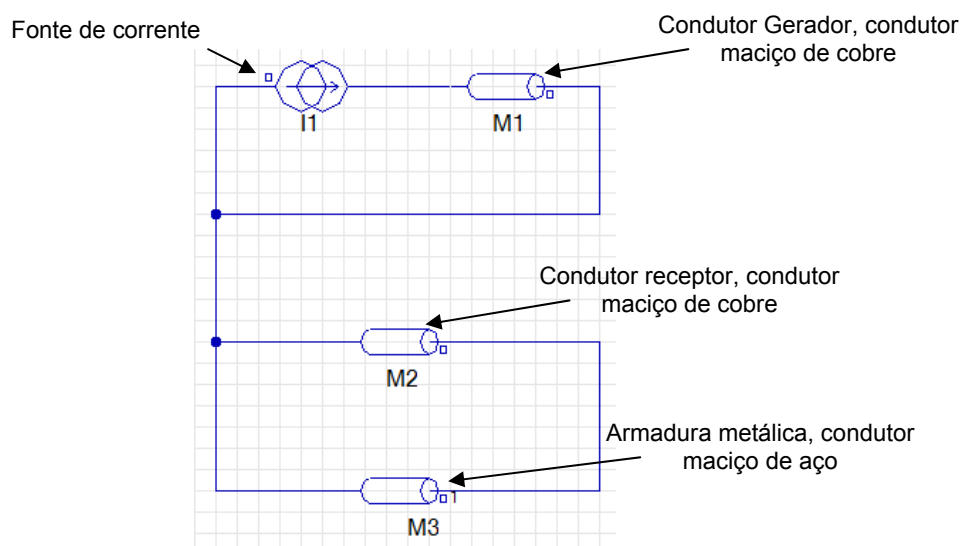 Fonte de corrente
Condutor Gerador, condutor
maciço de cobre
I1
M1
Condutor receptor, condutor
maciço de cobre
M2
Armadura metálica, condutor
maciço de aço
1
M3